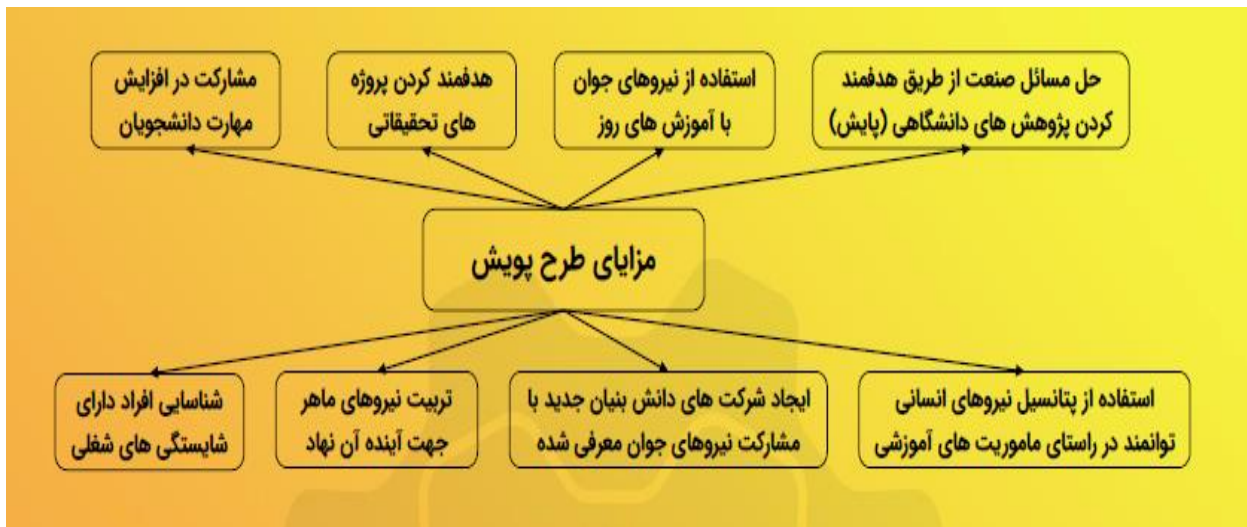 حل مسائل صنعت از طریق هدفمند
کردن پژوهش های دانشگاهی (پایش)
استفاده از نیروهای جوان
با آموزش های روز
هدفمند کردن پروژه
های تحقیقاتی
مشارکت در افزایش
مهارت دانشجویان
مزایای طرح پویش
استفاده از پتانسیل نیروهای انسانی
توانمند در راستای ماموریت های آموزشی
ایجاد شرکت های دانش بنیان جدید با
مشارکت نیروهای جوان معرفی شده
تربیت نیروهای ماهر
جهت آینده آن نهاد
شناسایی افراد دارای
شایستگی های شغلی